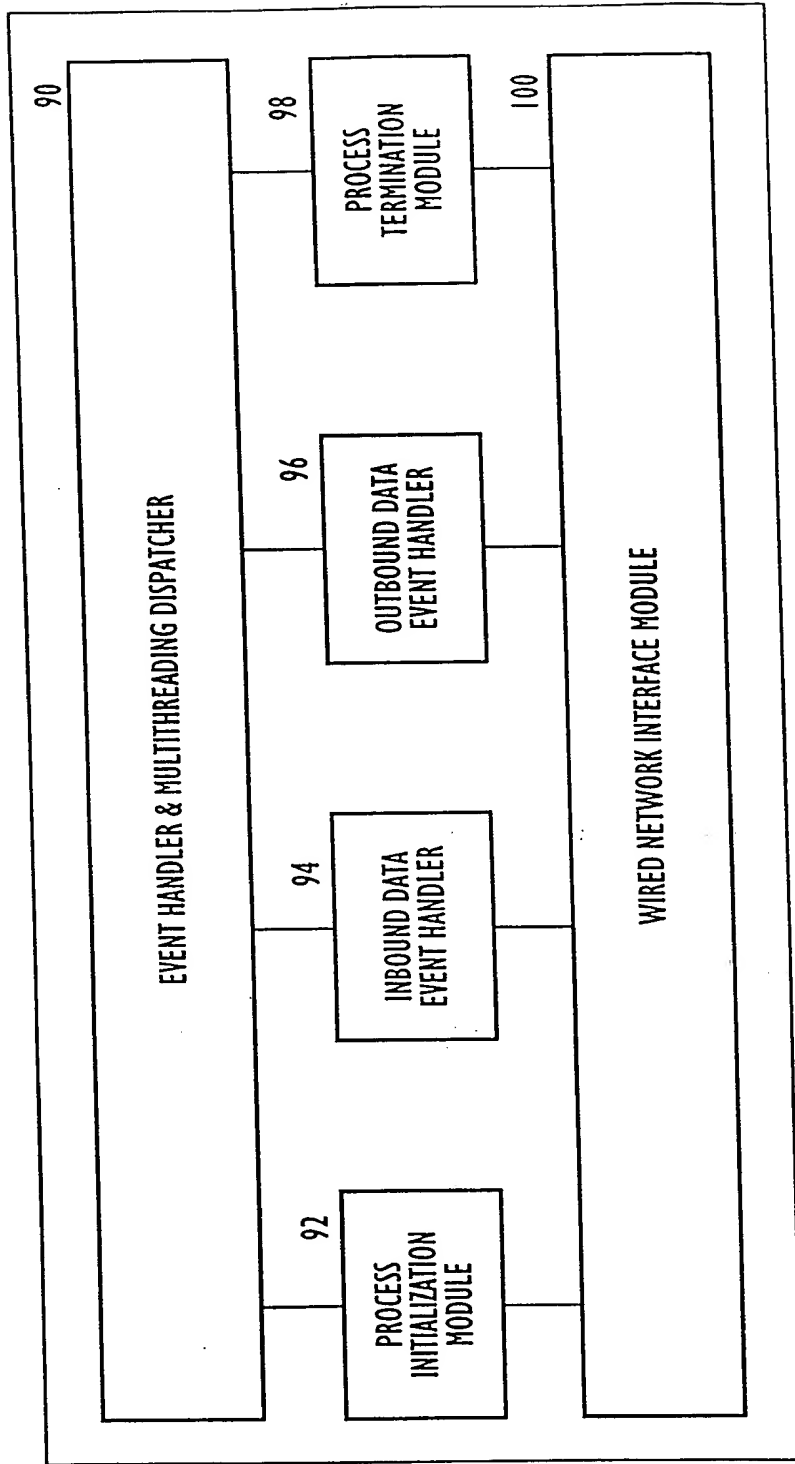 90
EVENT HANDLER & MULTITHREADING DISPATCHER
92
PROCESS
INITIALIZATION
MODULE
94
INBOUND DATA
EVENT HANDLER
96
OUTBOUND DATA
EVENT HANDLER
98
PROCESS
TERMINATION
MODULE
100
WIRED NETWORK INTERFACE MODULE